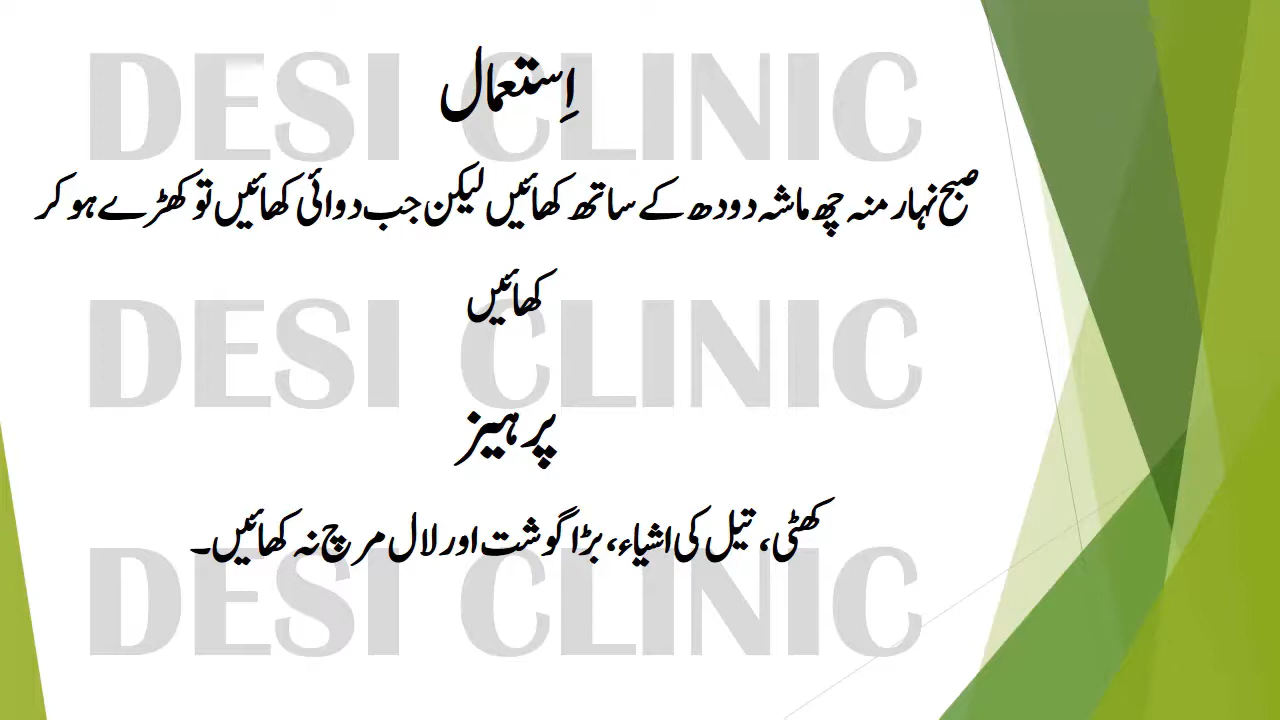 DESI CLINIC
اِستعمال
صبح نہار منہ چھ ماشہ دودھ کے ساتھ کھائیں لیکن جب دوائی کھائیں تو کھڑے ہو کر
کھائیں
DESI CLINIC
پرہیز
کھٹی، تیل کی اشیاء، بڑا گوشت اور لال مرچ نہ کھائیں۔
DESI CLINIC